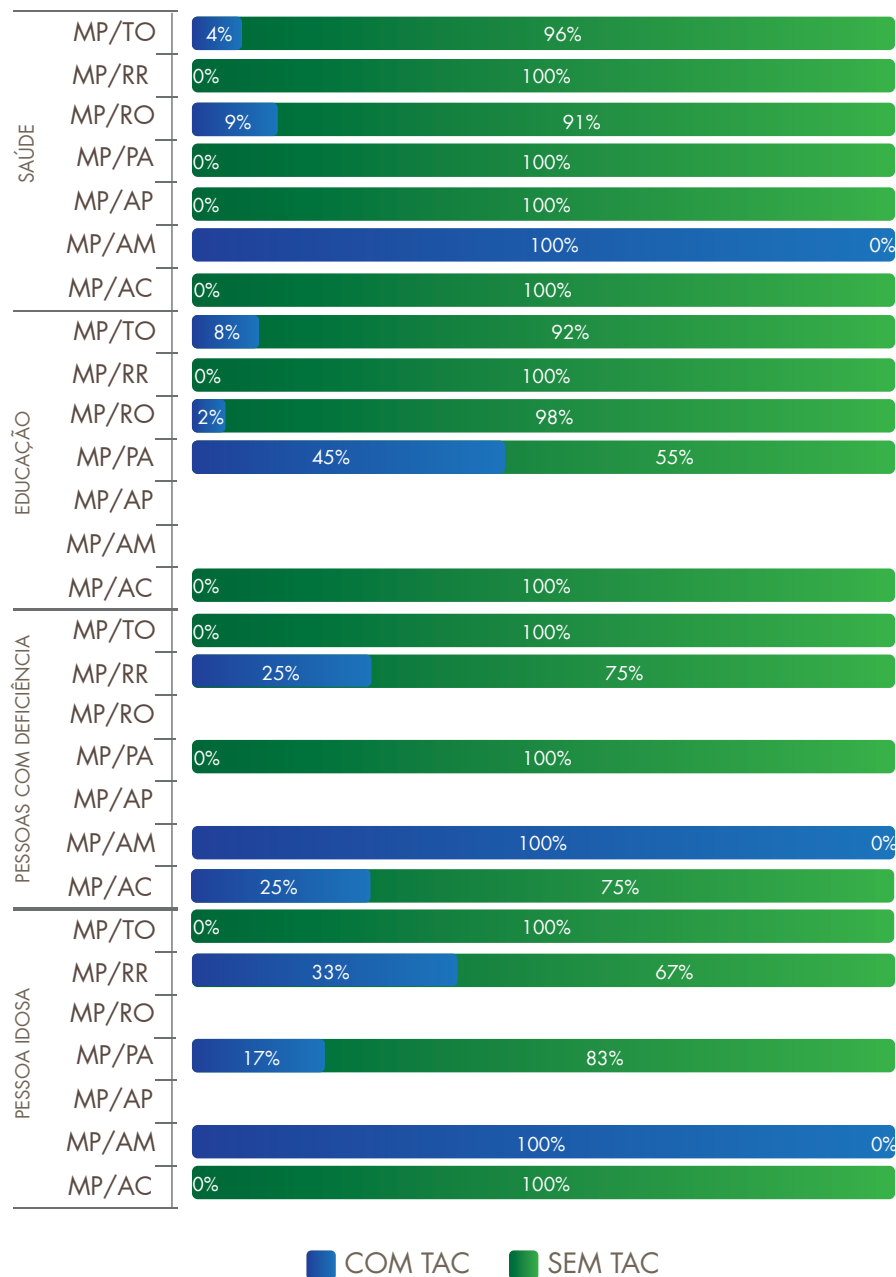 SAÚDE
MP/TO 4% 96%
MP/RR 0% 100%
MP/RO 9% 91%
MP/PA 0% 100%
MP/AP 0% 100%
MP/AM 100% 0%
MP/AC 0% 100%
EDUCAÇÃO
MP/TO 8% 92%
MP/RR 0% 100%
MP/RO 2% 98%
MP/PA 45% 55%
MP/AP
MP/AM
MP/AC 0% 100%
PESSOAS COM DEFICIÊNCIA
MP/TO 0% 100%
MP/RR 25% 75%
MP/RO
MP/PA 0% 100%
MP/AP
MP/AM 100% 0%
MP/AC 25% 75%
PESSOA IDOSA
MP/TO 0% 100%
MP/RR 33% 67%
MP/RO
MP/PA 17% 83%
MP/AP
MP/AM 100% 0%
MP/AC 0% 100%
COM TAC SEM TAC